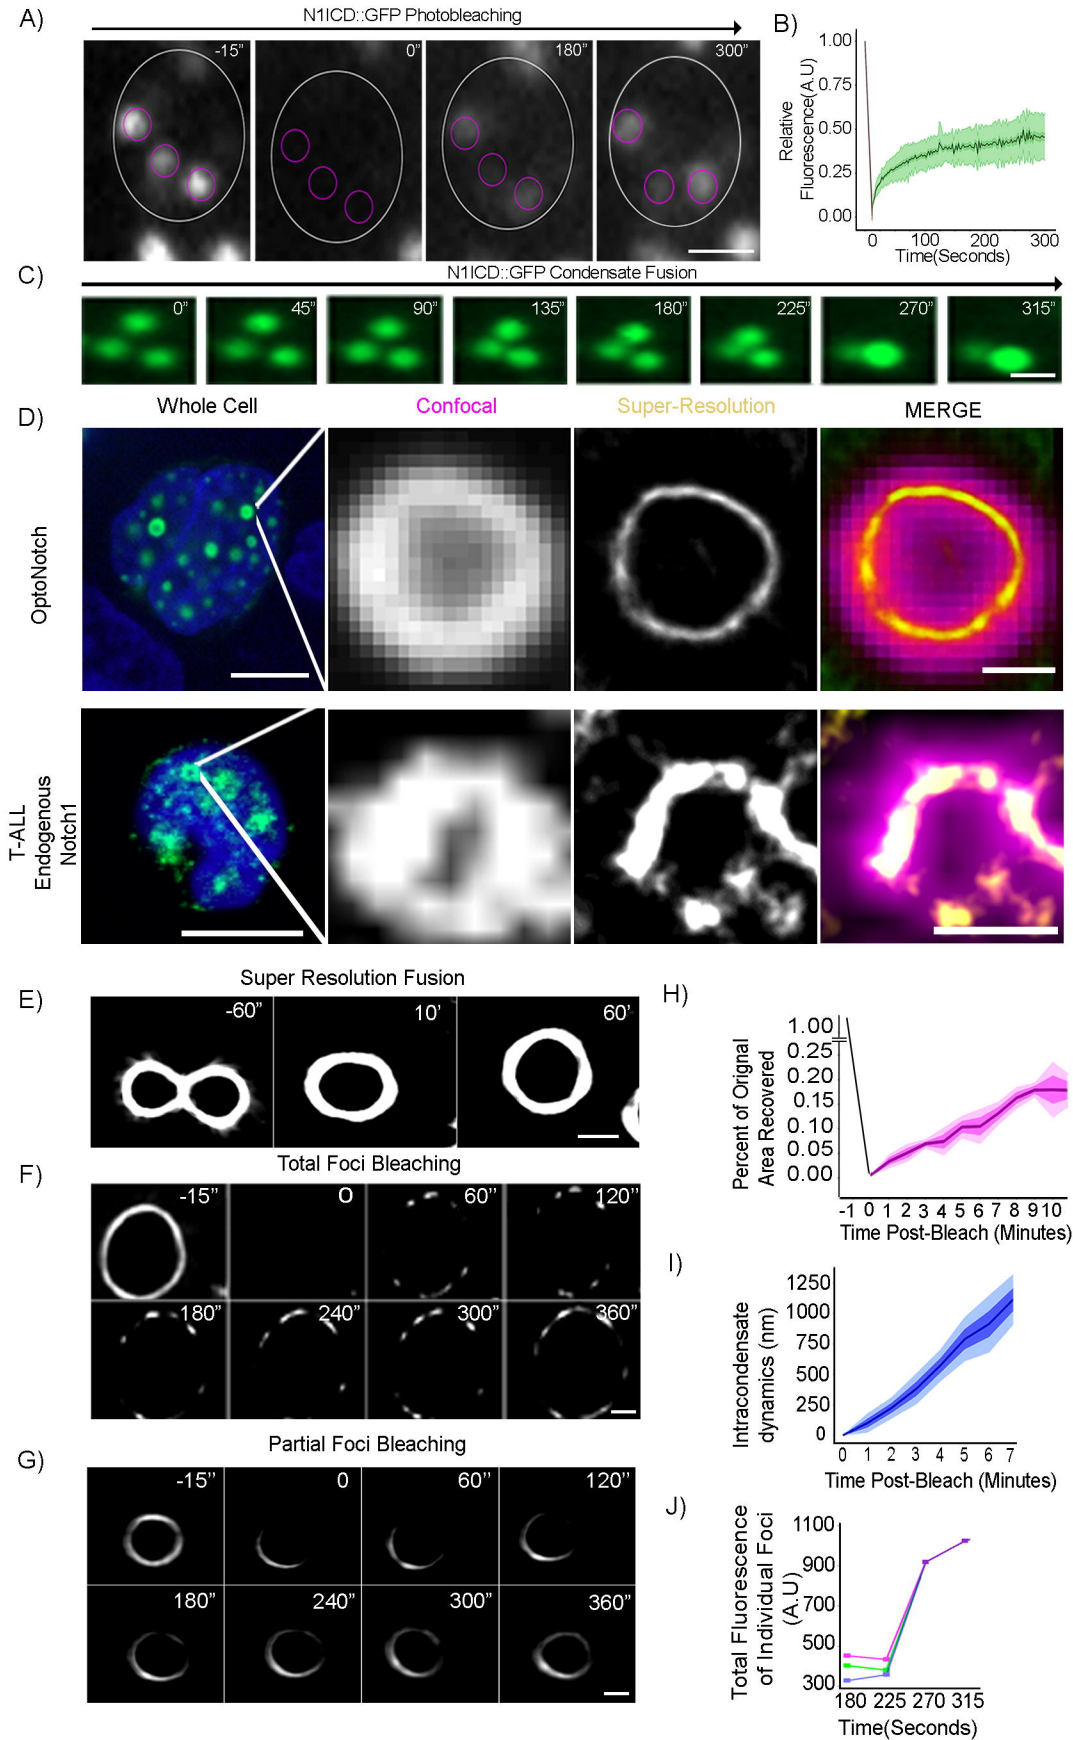 A)
N1ICD::GFP Photobleaching
-15”
0”
180”
300”
B)
Relative
Fluorescence(A.U)
1.00
0.75
0.50
0.25
0.00
0 100 200 300
Time(Seconds)
C)
N1ICD::GFP Condensate Fusion
0”
45”
90”
135”
180”
225”
270”
315”
D)
Whole Cell
Confocal
Super-Resolution
MERGE
OptoNotch
T-ALL
Endogenous
Notch1
E)
Super Resolution Fusion
-60”
10’
60’
F)
Total Foci Bleaching
-15”
O
60”
120”
180”
240”
300”
360”
G)
Partial Foci Bleaching
-15”
0
60”
120”
180”
240”
300”
360”
H)
Percent of Orignal
Area Recovered
1.00
0.25
0.20
0.15
0.10
0.05
0.00
-1 0 1 2 3 4 5 6 7 8 9 10
Time Post-Bleach (Minutes)
I)
Intracondensate
dynamics (nm)
1250
1000
750
500
250
0
0 1 2 3 4 5 6 7
Time Post-Bleach (Minutes)
J)
Total Fluorescence
of Individual Foci
(A.U)
1100
900
700
500
300
180 225 270 315
Time(Seconds)